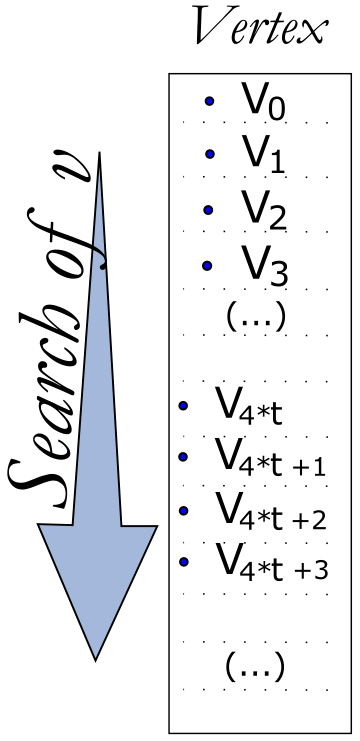 Vertex
V0
V1
V2
V3
(...)
V4*t
V4*t +1
V4*t +2
V4*t +3
(...)
Search of v